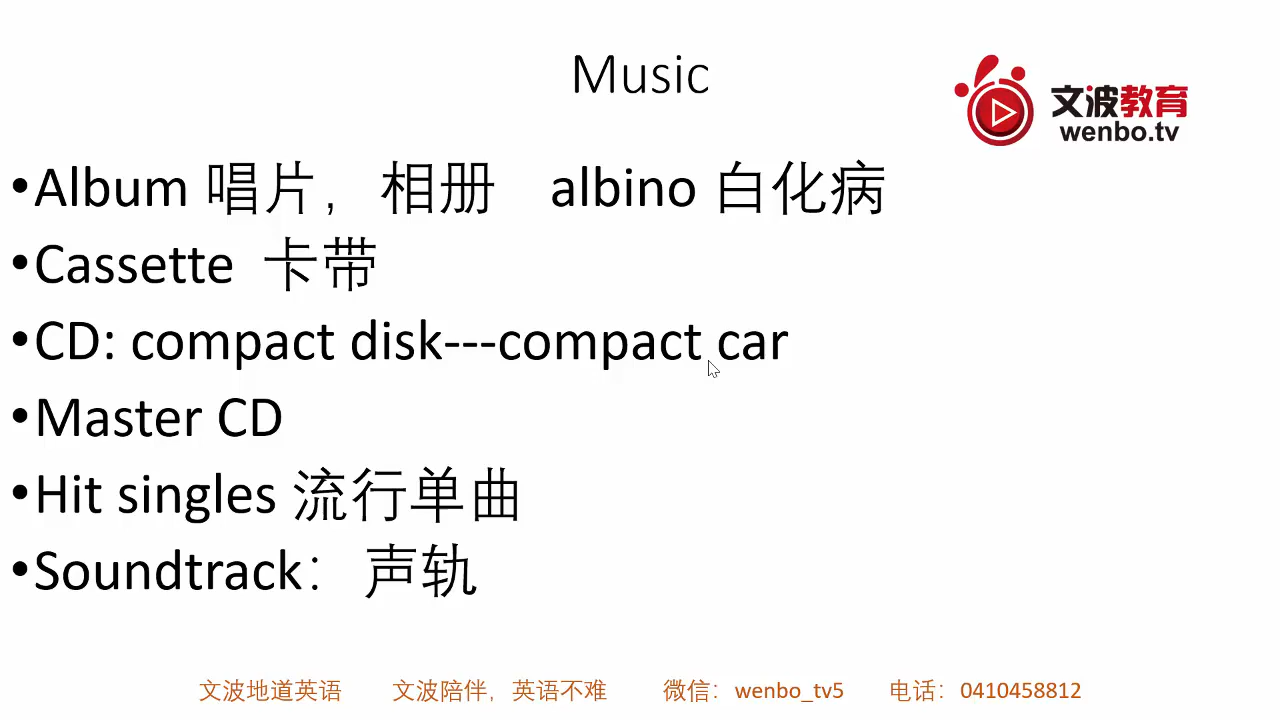 Music
文波教育
wenbo.tv
•Album 唱片，相册 albino 白化病
•Cassette 卡带
•CD: compact disk---compact car
•Master CD
•Hit singles 流行单曲
•Soundtrack： 声轨
文波地道英语 文波陪伴，英语不难 微信：wenbo_tv5 电话：0410458812